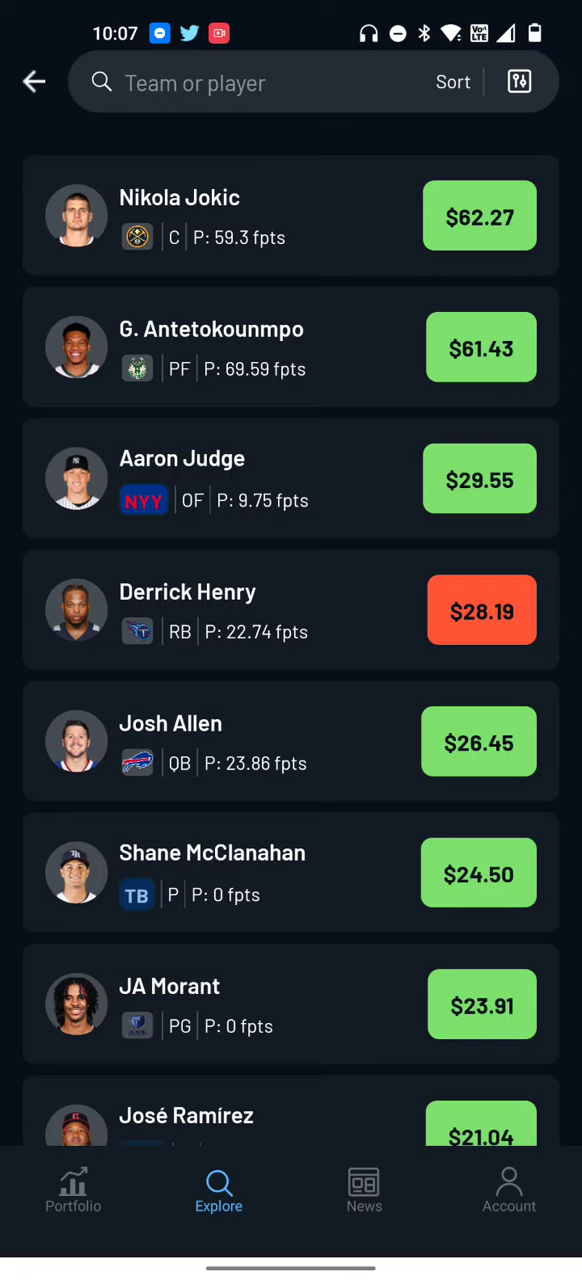 10:07
Vo)
LTE
Team or player
Sort
Nikola Jokic
C P: 59.3 fpts
$62.27
G. Antetokounmpo
PF P: 69.59 fpts
$61.43
Aaron Judge
NYY OF P: 9.75 fpts
$29.55
Derrick Henry
RB P: 22.74 fpts
$28.19
Josh Allen
QB P: 23.86 fpts
$26.45
Shane McClanahan
TB P P: 0 fpts
$24.50
JA Morant
PG P: 0 fpts
$23.91
José Ramírez
$21.04
Portfolio
Explore
News
Account